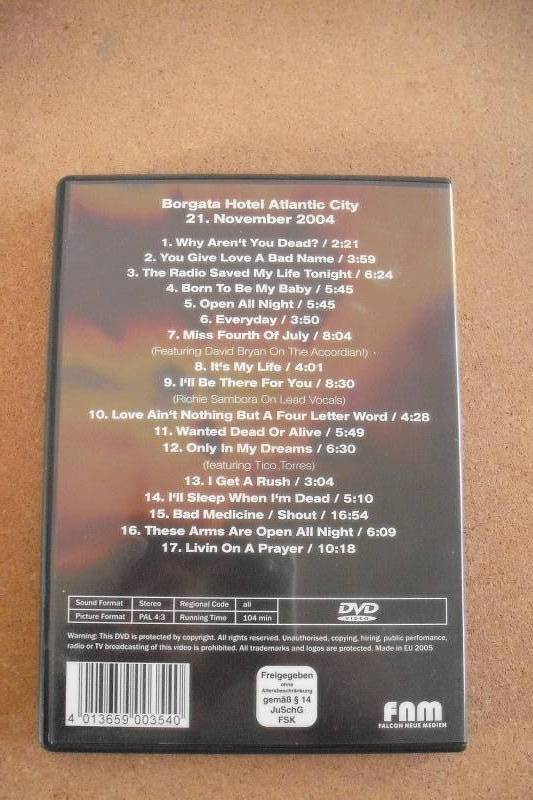 Borgata Hotel Atlantic City
21. November 2004
1. Why Aren't You Dead? / 2:21
2. You Give Love A Bad Name / 3:59
3. The Radio Saved My Life Tonight / 6:24
4. Born To Be My Baby / 5:45
5. Open All Night / 5:45
6. Everyday / 3:50
7. Miss Fourth Of July / 8:04
(Featuring David Bryan On The Accordian!)
8. It's My Life / 4:01
9. I'll Be There For You / 8:30
(Richie Sambora On Lead Vocals)
10. Love Ain't Nothing But A Four Letter Word / 4:28
11. Wanted Dead Or Alive / 5:49
12. Only In My Dreams / 6:30
(featuring Tico Torres)
13. I Get A Rush / 3:04
14. I'll Sleep When I'm Dead / 5:10
15. Bad Medicine / Shout / 16:54
16. These Arms Are Open All Night / 6:09
17. Livin On A Prayer / 10:18
Sound Format Stereo Regional Code all
Picture Format PAL 4:3 Running Time 104 min
DVD
VIDEO
Warning: This DVD is protected by copyright. All rights reserved. Unauthorised, copying, hiring, public perfomance,
radio or TV broadcasting of this video is prohibited. All trademarks and logos are protected. Made in EU 2005
4 013659 003540
Freigegeben
ohne
Altersbeschränkung
gemäß § 14
JuSchG
FSK
FNM
FALCON NEUE MEDIEN